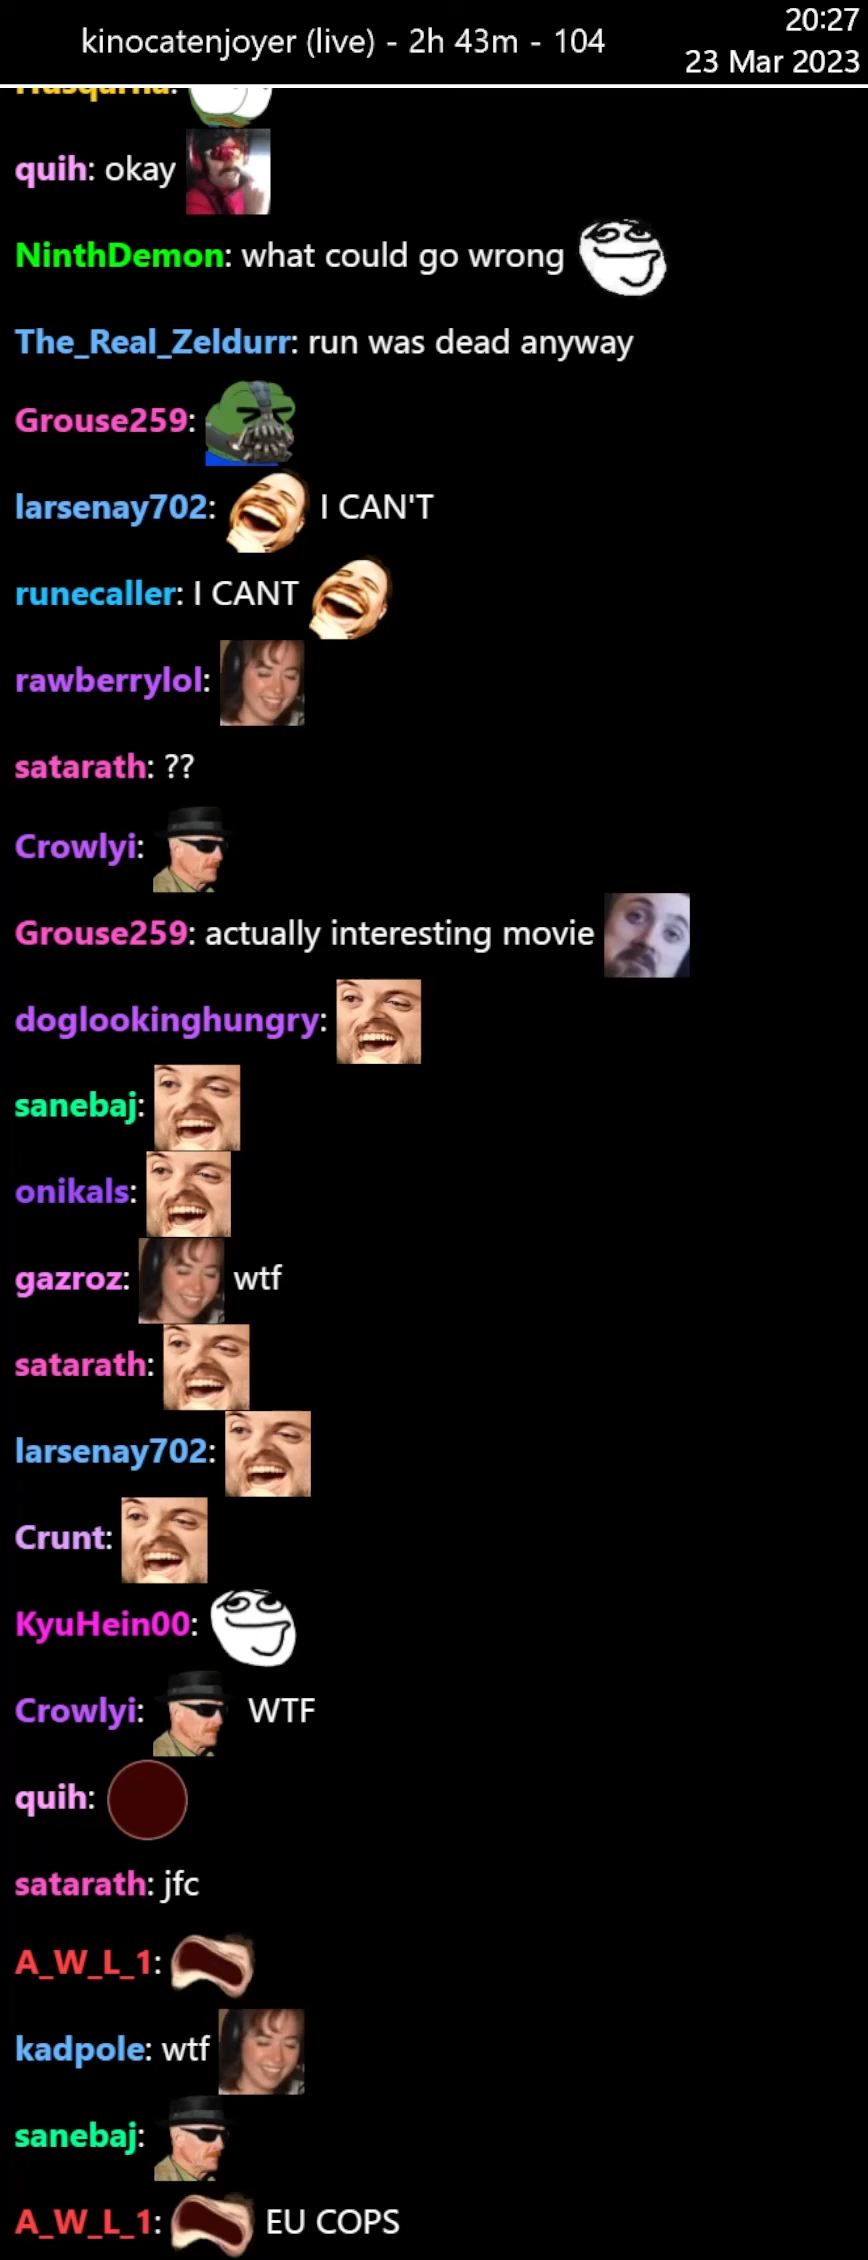 kinocatenjoyer (live) - 2h 43m - 104
20:27
23 Mar 2023
quih: okay
NinthDemon: what could go wrong
The_Real_Zeldurr: run was dead anyway
Grouse259:
larsenay702: I CAN'T
runecaller: I CANT
rawberrylol:
satarath: ??
Crowlyi:
Grouse259: actually interesting movie
doglookinghungry:
sanebaj:
onikals:
gazroz: wtf
satarath:
larsenay702:
Crunt:
KyuHein00:
Crowlyi: WTF
quih:
satarath: jfc
A_W_L_1:
kadpole: wtf
sanebaj:
A_W_L_1: EU COPS